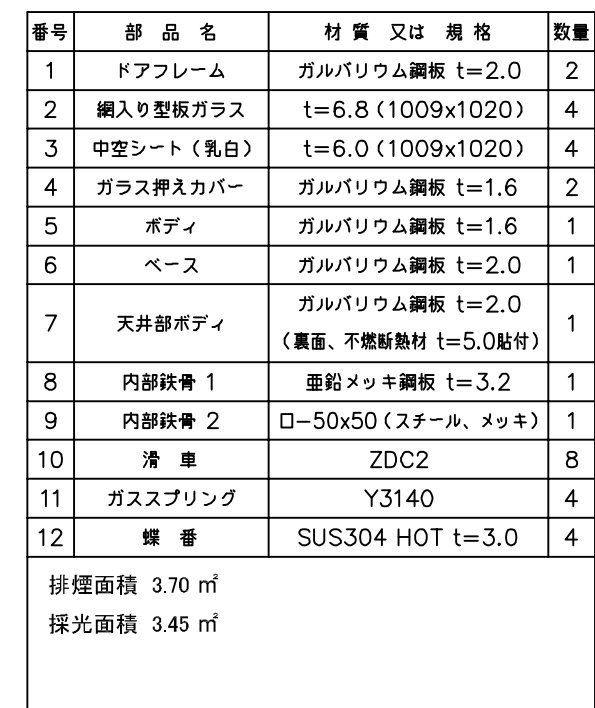 番号 部 品 名 材 質 又は 規 格 数量
1 ドアフレーム ガルバリウム鋼板 t=2.0 2
2 網入り型板ガラス t=6.8(1009x1020) 4
3 中空シート(乳白) t=6.0(1009x1020) 4
4 ガラス押えカバー ガルバリウム鋼板 t=1.6 2
5 ボディ ガルバリウム鋼板 t=1.6 1
6 ベース ガルバリウム鋼板 t=2.0 1
7 天井部ボディ ガルバリウム鋼板 t=2.0 1
(裏面、不燃断熱材 t=5.0貼付)
8 内部鉄骨 1 亜鉛メッキ鋼板 t=3.2 1
9 内部鉄骨 2 ロ-50x50(スチール、メッキ) 1
10 滑 車 ZDC2 8
11 ガススプリング Y3140 4
12 蝶 番 SUS304 HOT t=3.0 4
排煙面積 3.70 ㎡
採光面積 3.45 ㎡